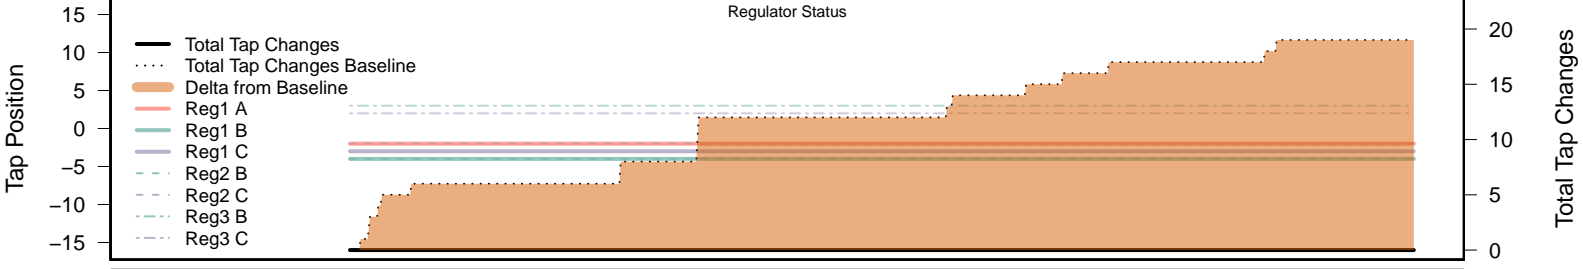 Regulator Status
Tap Position
15
10
5
0
−5
−10
−15
Total Tap Changes
Total Tap Changes Baseline
Delta from Baseline
Reg1 A
Reg1 B
Reg1 C
Reg2 B
Reg2 C
Reg3 B
Reg3 C
20
15
10
5
0
Total Tap Changes